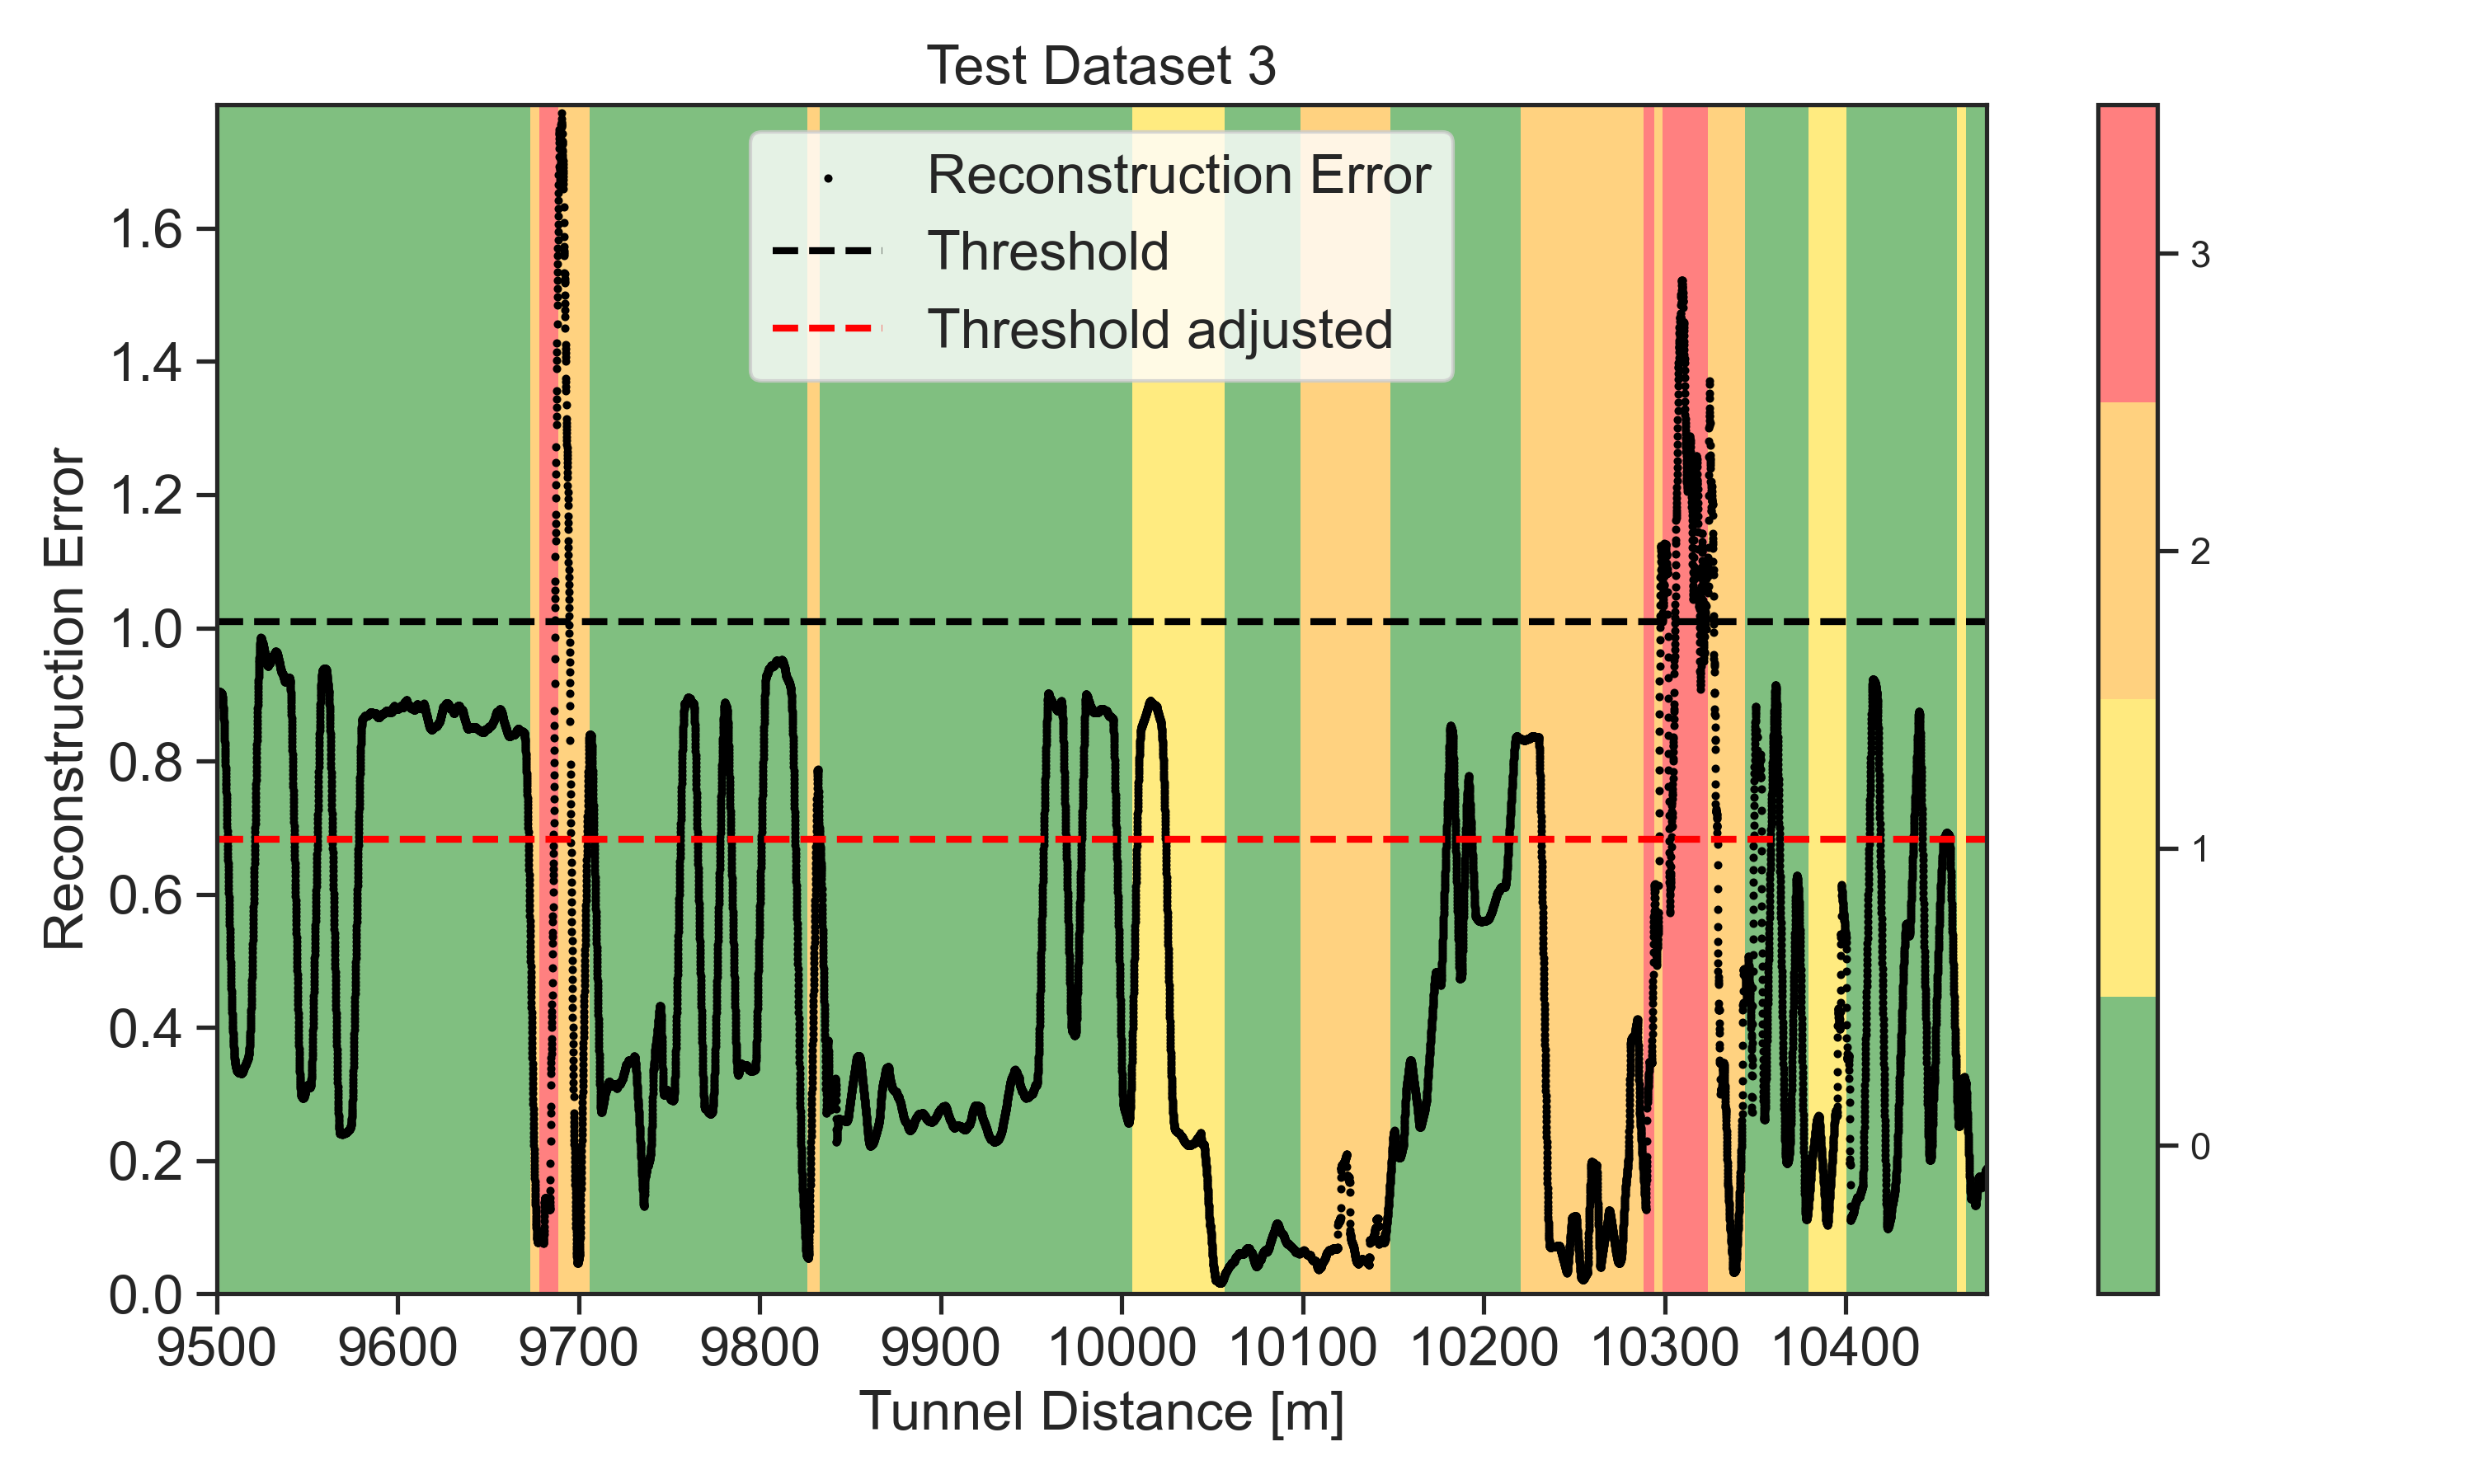 Test Dataset 3
Reconstruction Error
Threshold
Threshold adjusted
Reconstruction Error
1.6
1.4
1.2
1.0
0.8
0.6
0.4
0.2
0.0
9500 9600 9700 9800 9900 10000 10100 10200 10300 10400
Tunnel Distance [m]
3
2
1
0